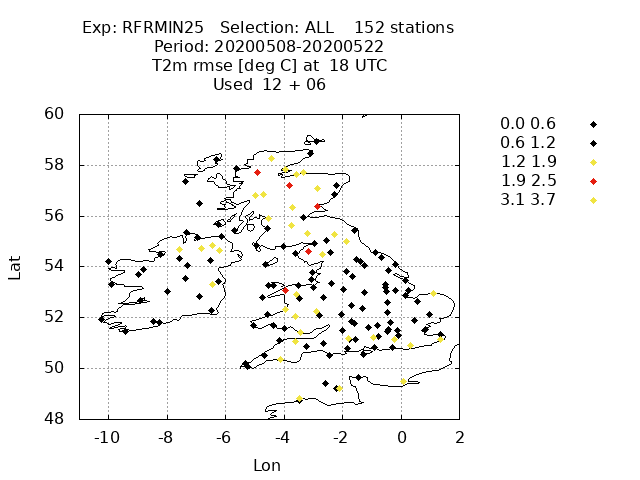 Exp: RFRMIN25 Selection: ALL 152 stations
Period: 20200508-20200522
T2m rmse [deg C] at 18 UTC
Used 12 + 06
0.0 0.6
0.6 1.2
1.2 1.9
1.9 2.5
3.1 3.7
60
58
56
54
52
50
48
Lat
-10 -8 -6 -4 -2 0 2
Lon